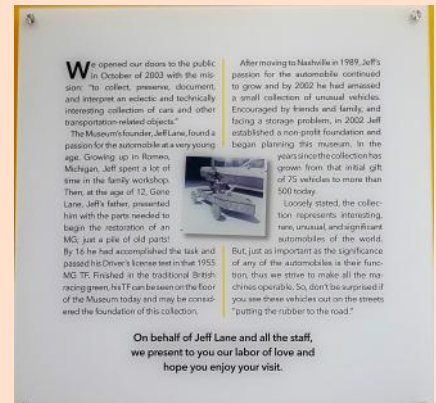 We opened our doors to the public
in October of 2003 with the mis-
sion: "to collect, preserve, document,
and interpret an eclectic and technically
interesting collection of cars and other
transportation-related objects."
The Museum's founder, Jeff Lane, found a
passion for the automobile at a very young
age. Growing up in Romeo,
Michigan, Jeff spent a lot of
time in the family workshop.
Then, at the age of 12, Gene
Lane, Jeff's father, presented
him with the parts needed to
begin the restoration of an
MG; just a pile of old parts!
By 16 he had accomplished the task and
passed his Driver's license test in that 1955
MG TF. Finished in the traditional British
racing green, his TF can be seen on the floor
of the Museum today and may be consid-
ered the foundation of this collection.
After moving to Nashville in 1989, Jeff's
passion for the automobile continued
to grow and by 2002 he had amassed
a small collection of unusual vehicles.
Encouraged by friends and family, and
facing a storage problem, in 2002 Jeff
established a non-profit foundation and
began planning this museum. In the
years since the collection has
grown from that initial gift
of 75 vehicles to more than
500 today.
Loosely stated, the collec-
tion represents interesting,
rare, unusual, and significant
automobiles of the world.
But, just as important as the significance
of any of the automobiles is their func-
tion, thus we strive to make all the ma-
chines operable. So, don't be surprised if
you see these vehicles out on the streets
"putting the rubber to the road."
On behalf of Jeff Lane and all the staff,
we present to you our labor of love and
hope you enjoy your visit.